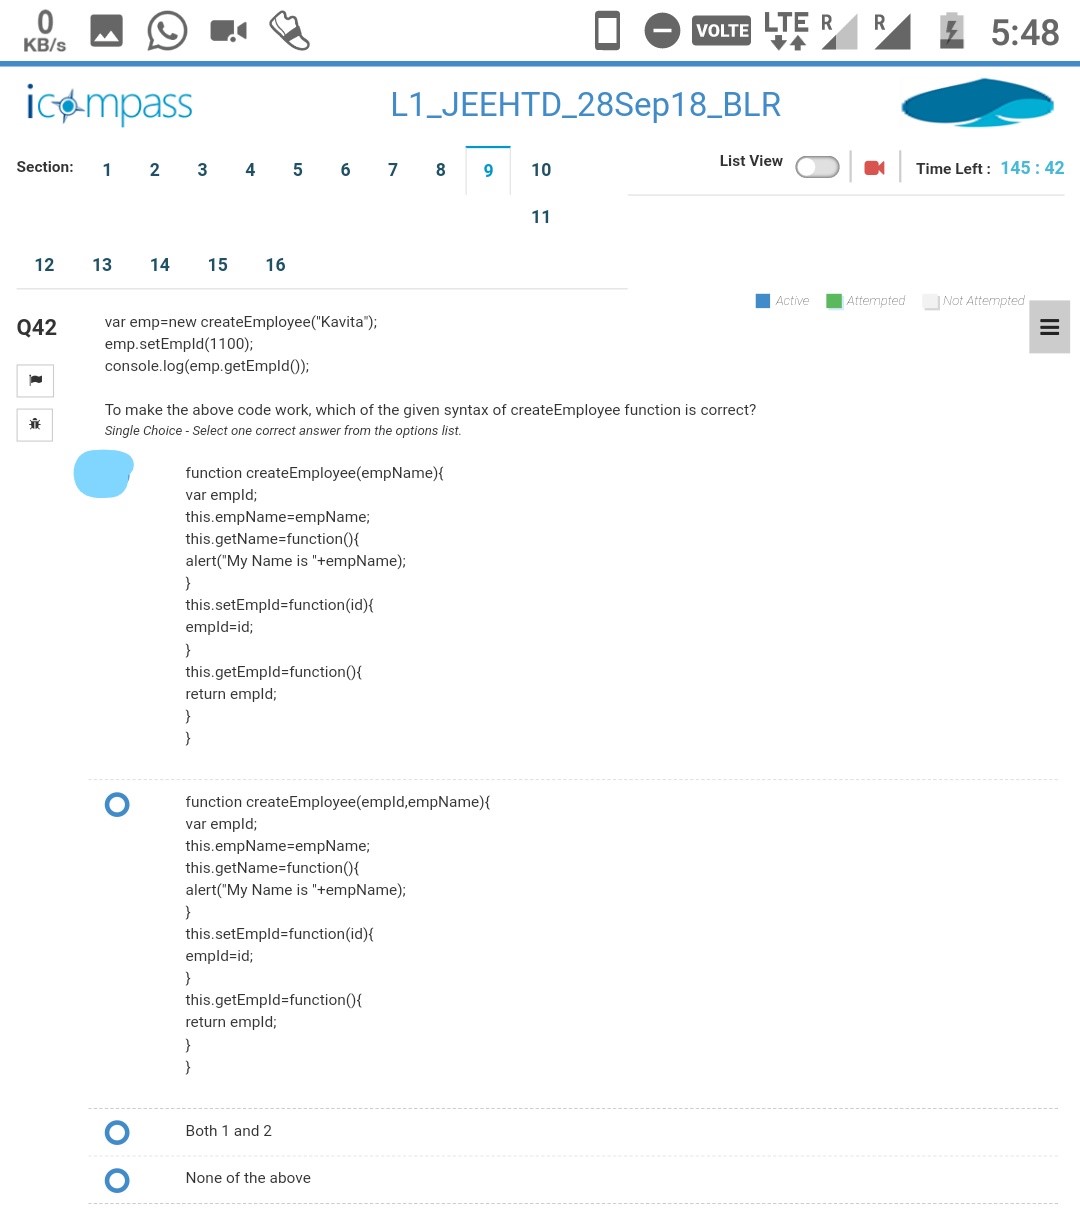 0
KB/s
VOLTE
LTE
R
R
5:48
icompass
L1_JEEHTD_28Sep18_BLR
Section:
1
2
3
4
5
6
7
8
9
10
List View
Time Left :
145 : 42
11
12
13
14
15
16
Active
Attempted
Not Attempted
Q42
var emp=new createEmployee("Kavita");
emp.setEmpId(1100);
console.log(emp.getEmpId());
To make the above code work, which of the given syntax of createEmployee function is correct?
Single Choice - Select one correct answer from the options list.
function createEmployee(empName){
var empId;
this.empName=empName;
this.getName=function(){
alert("My Name is "+empName);
}
this.setEmpId=function(id){
empId=id;
}
this.getEmpId=function(){
return empId;
}
}
function createEmployee(empId,empName){
var empId;
this.empName=empName;
this.getName=function(){
alert("My Name is "+empName);
}
this.setEmpId=function(id){
empId=id;
}
this.getEmpId=function(){
return empId;
}
}
Both 1 and 2
None of the above